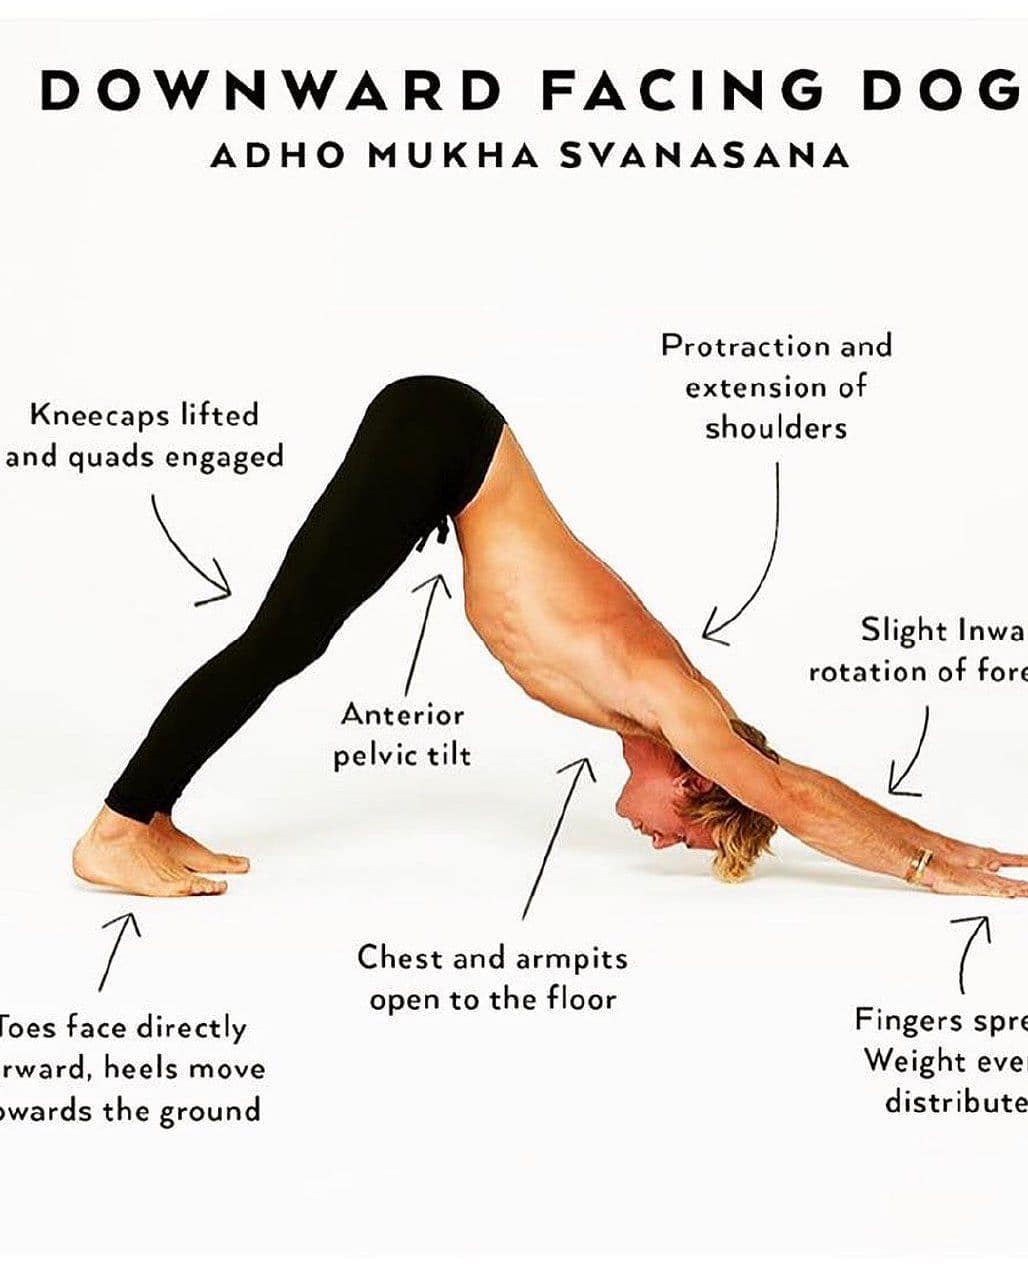 DOWNWARD FACING DOG
ADHO MUKHA SVANASANA
Protraction and
extension of
shoulders
Kneecaps lifted
and quads engaged
Slight Inwa
rotation of fore
Anterior
pelvic tilt
Chest and armpits
open to the floor
Toes face directly
rward, heels move
owards the ground
Fingers spre
Weight eve
distribute